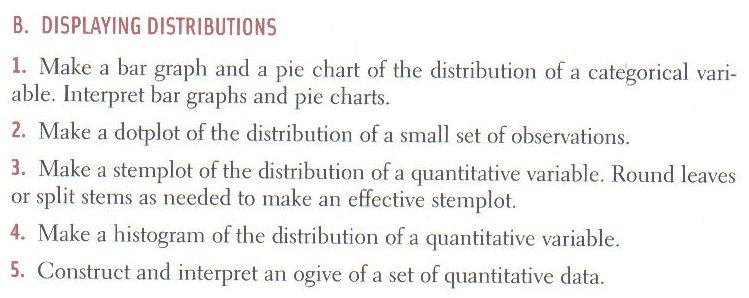 B. DISPLAYING DISTRIBUTIONS
1. Make a bar graph and a pie chart of the distribution of a categorical vari-
able. Interpret bar graphs and pie charts.
2. Make a dotplot of the distribution of a small set of observations.
3. Make a stemplot of the distribution of a quantitative variable. Round leaves
or split stems as needed to make an effective stemplot.
4. Make a histogram of the distribution of a quantitative variable.
5. Construct and interpret an ogive of a set of quantitative data.